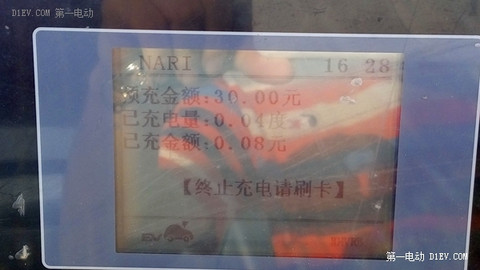 D1EV.COM 第一电动
NARI 16 28
预充金额:30.00元
已充电量:0.04度
已充金额:0.08元
【终止充电请刷卡】
第一电动 D1EV.COM